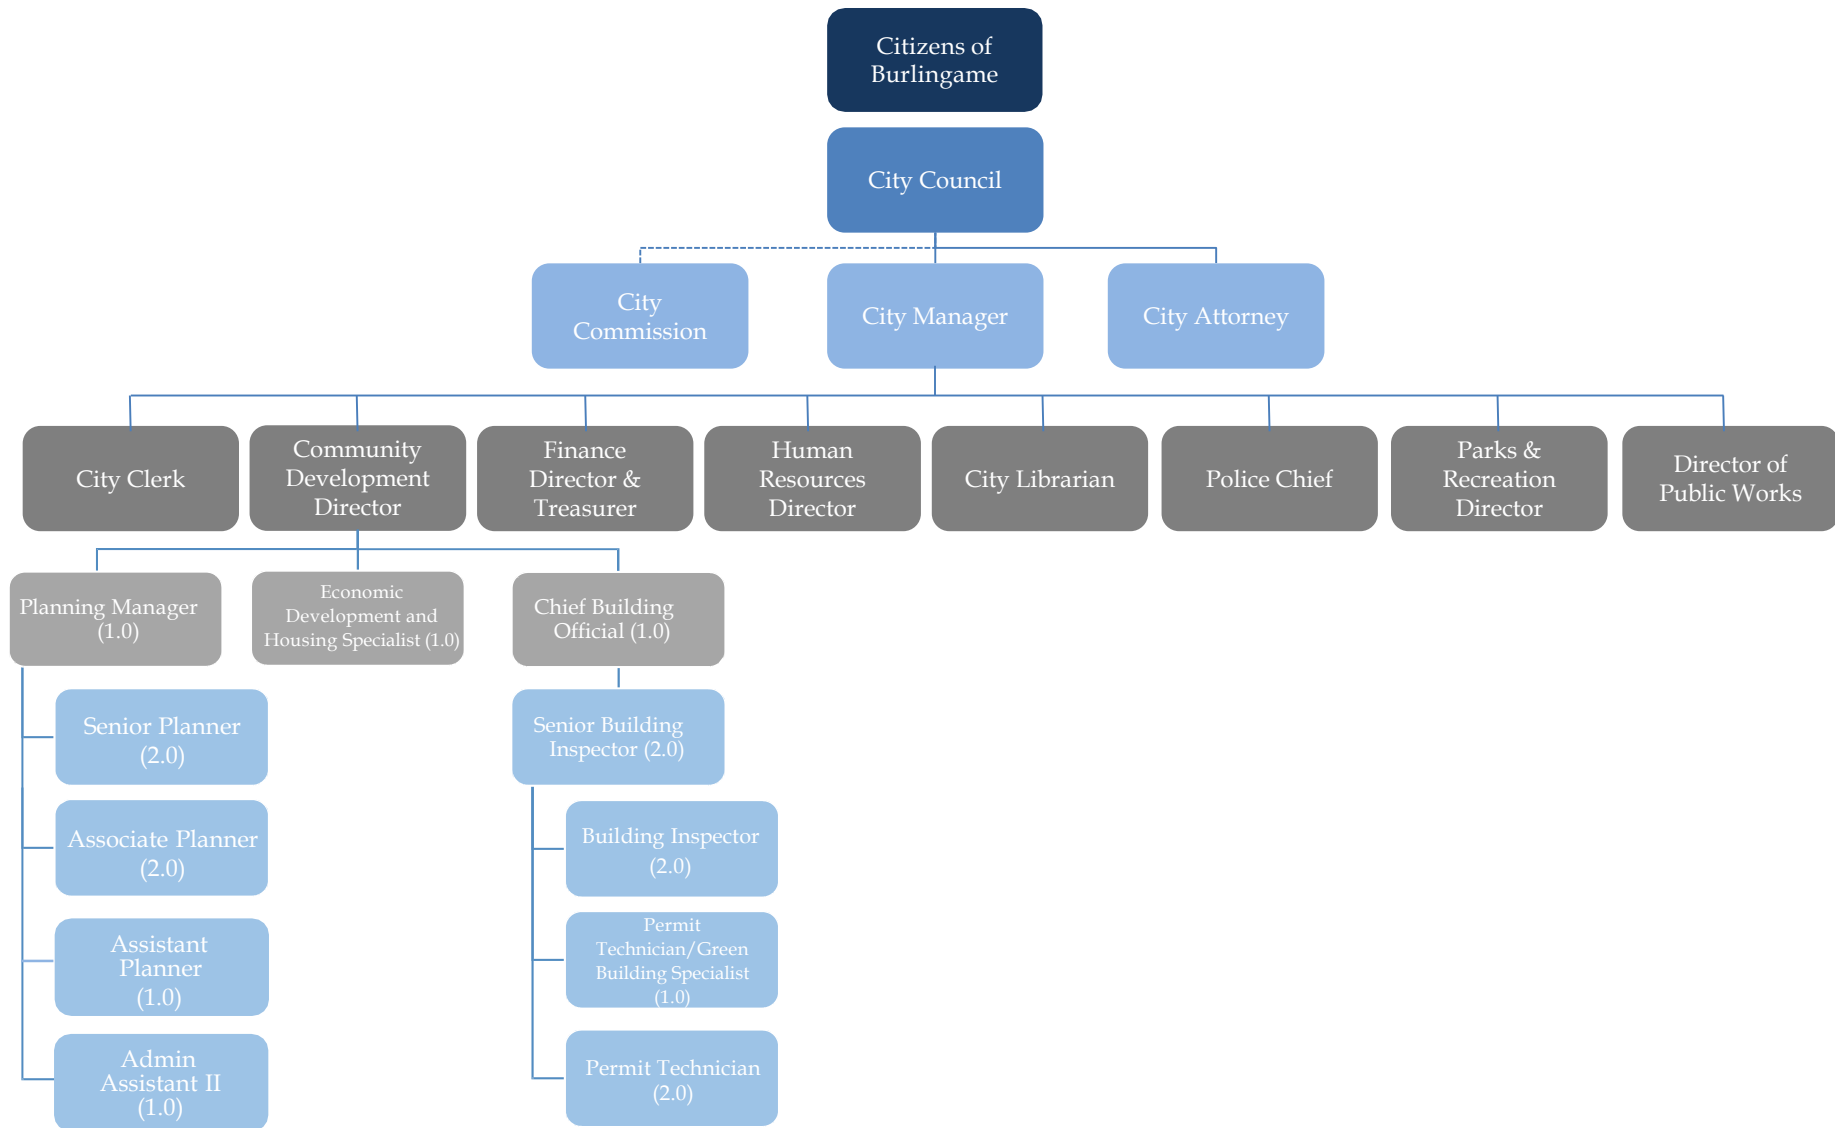 Citizens of
Burlingame
City Council
City
Commission
City Manager
City Attorney
City Clerk
Community
Development
Director
Finance
Director &
Treasurer
Human
Resources
Director
City Librarian
Police Chief
Parks &
Recreation
Director
Director of
Public Works
Planning Manager
(1.0)
Economic
Development and
Housing Specialist (1.0)
Chief Building
Official (1.0)
Senior Planner
(2.0)
Associate Planner
(2.0)
Assistant
Planner
(1.0)
Admin
Assistant II
(1.0)
Senior Building
Inspector (2.0)
Building Inspector
(2.0)
Permit
Technician/Green
Building Specialist
(1.0)
Permit Technician
(2.0)